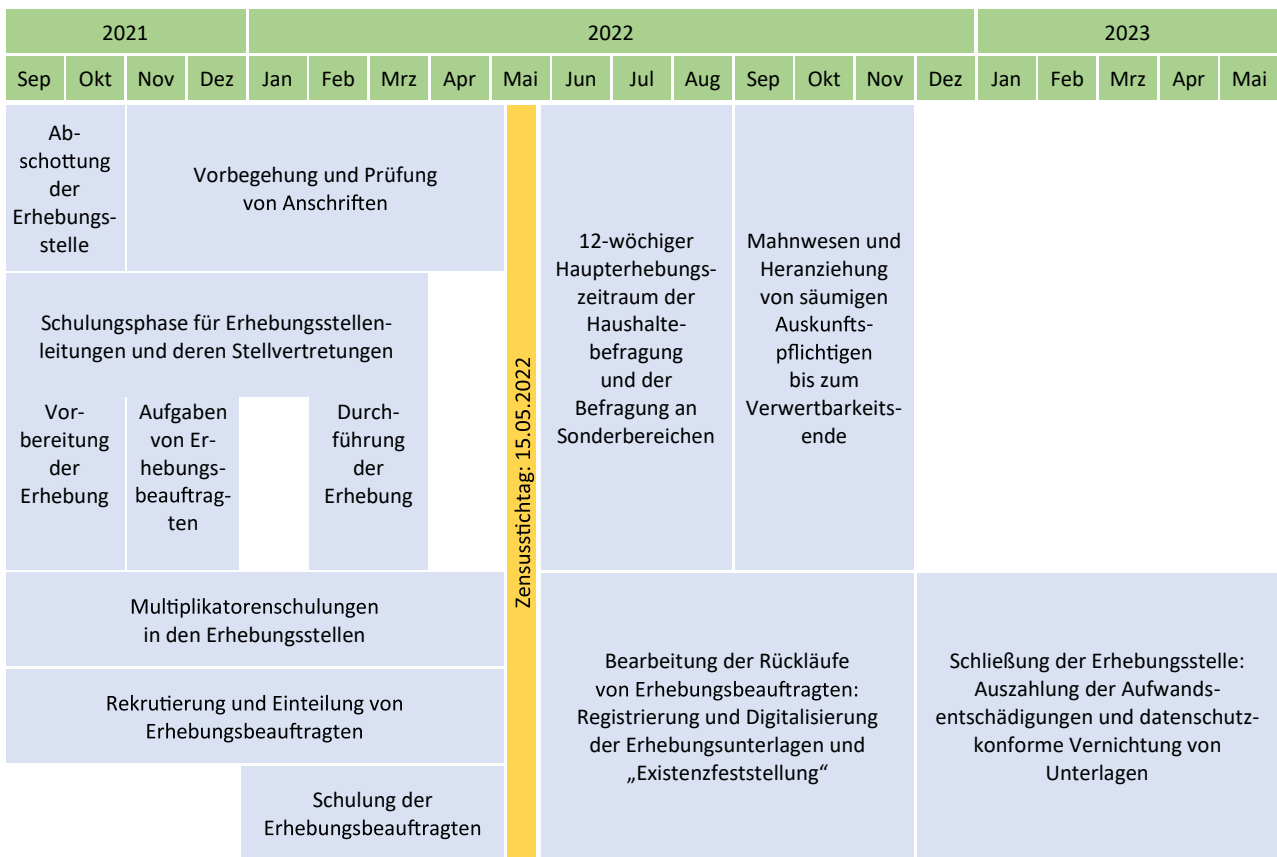 2021
2022
2023
Sep Okt Nov Dez Jan Feb Mrz Apr Mai Jun Jul Aug Sep Okt Nov Dez Jan Feb Mrz Apr Mai
Ab-
schottung
der
Erhebungs-
stelle
Vorbegehung und Prüfung
von Anschriften
Schulungsphase für Erhebungsstellen-
leitungen und deren Stellvertretungen
Vor-
bereitung
der
Erhebung
Aufgaben
von Er-
hebungs-
beauftrag-
ten
Durch-
führung
der
Erhebung
Multiplikatorenschulungen
in den Erhebungsstellen
Rekrutierung und Einteilung von
Erhebungsbeauftragten
Schulung der
Erhebungsbeauftragten
Zensusstichtag: 15.05.2022
12-wöchiger
Haupterhebungs-
zeitraum der
Haushalte-
befragung
und der
Befragung an
Sonderbereichen
Mahnwesen und
Heranziehung
von säumigen
Auskunfts-
pflichtigen
bis zum
Verwertbarkeits-
ende
Bearbeitung der Rückläufe
von Erhebungsbeauftragten:
Registrierung und Digitalisierung
der Erhebungsunterlagen und
„Existenzfeststellung“
Schließung der Erhebungsstelle:
Auszahlung der Aufwands-
entschädigungen und datenschutz-
konforme Vernichtung von
Unterlagen